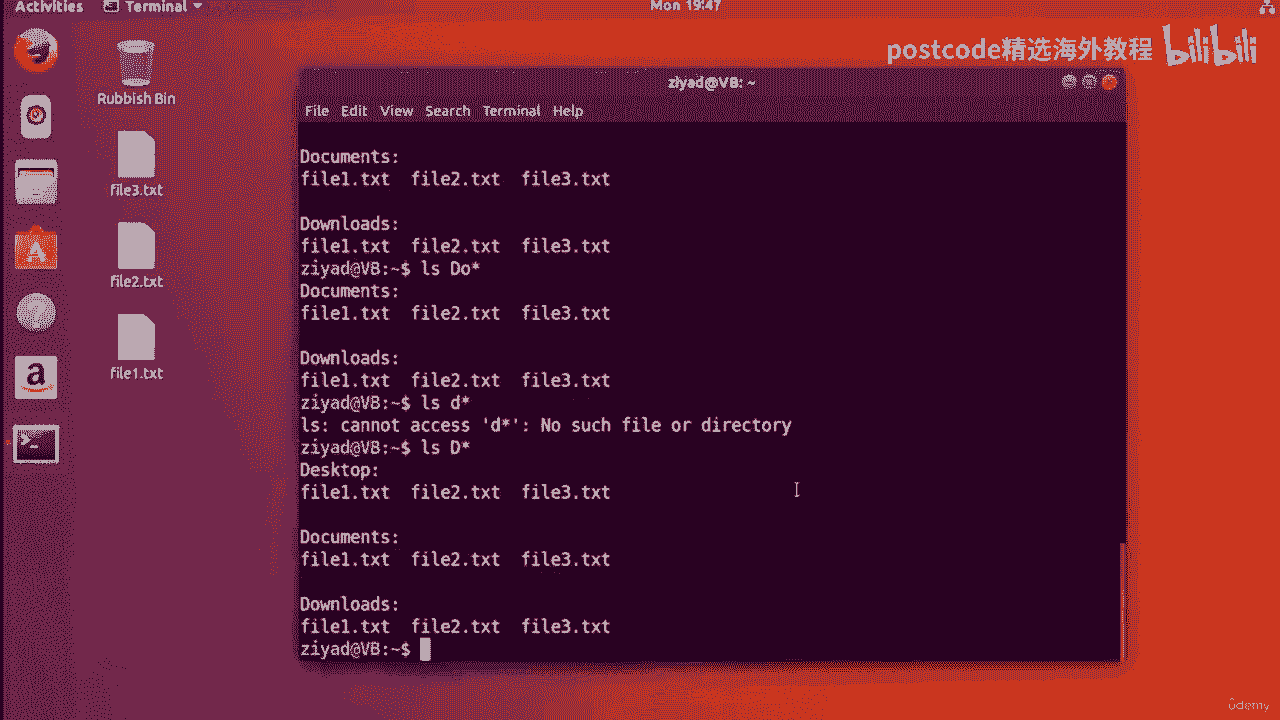 Activities Terminal Mon 19:47
postcode精选海外教程 bilibili
Rubbish Bin
file3.txt
file2.txt
file1.txt
ziyad@VB: ~
File Edit View Search Terminal Help
Documents:
file1.txt file2.txt file3.txt
Downloads:
file1.txt file2.txt file3.txt
ziyad@VB:~$ ls Do*
Documents:
file1.txt file2.txt file3.txt
Downloads:
file1.txt file2.txt file3.txt
ziyad@VB:~$ ls d*
ls: cannot access 'd*': No such file or directory
ziyad@VB:~$ ls D*
Desktop:
file1.txt file2.txt file3.txt
Documents:
file1.txt file2.txt file3.txt
Downloads:
file1.txt file2.txt file3.txt
ziyad@VB:~$
ûdemy